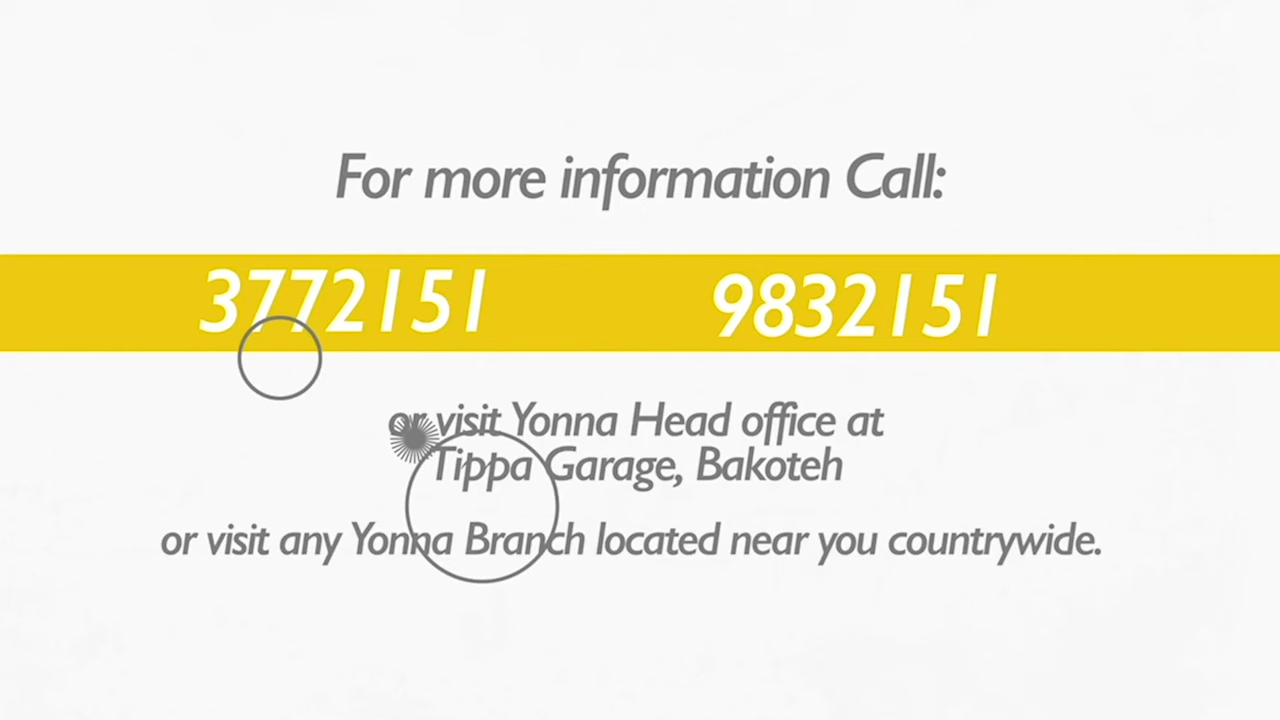 For more information Call:
3772151 9832151
or visit Yonna Head office at
Tippa Garage, Bakoteh
or visit any Yonna Branch located near you countrywide.